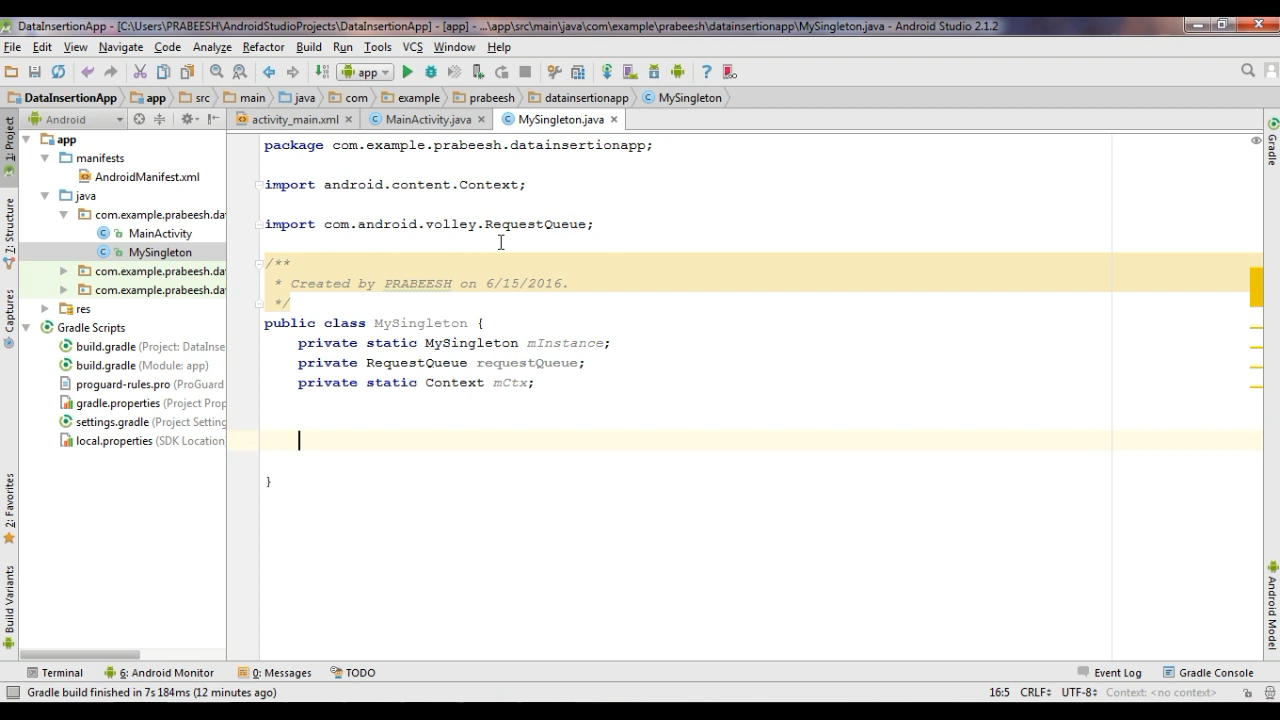 DataInsertionApp - [C:\Users\PRABEESH\AndroidStudioProjects\DataInsertionApp] - [app] - ...\app\src\main\java\com\example\prabeesh\datainsertionapp\MySingleton.java - Android Studio 2.1.2
File Edit View Navigate Code Analyze Refactor Build Run Tools VCS Window Help
app
DataInsertionApp app src main java com example prabeesh datainsertionapp MySingleton
Android activity_main.xml MainActivity.java MySingleton.java
1: Project
7: Structure
Captures
2: Favorites
Build Variants
app
manifests
AndroidManifest.xml
java
com.example.prabeesh.da
MainActivity
MySingleton
com.example.prabeesh.da
com.example.prabeesh.da
res
Gradle Scripts
build.gradle (Project: DataInse
build.gradle (Module: app)
proguard-rules.pro (ProGuard
gradle.properties (Project Prop
settings.gradle (Project Setting
local.properties (SDK Location
package com.example.prabeesh.datainsertionapp;
import android.content.Context;
import com.android.volley.RequestQueue;
/**
* Created by PRABEESH on 6/15/2016.
*/
public class MySingleton {
private static MySingleton mInstance;
private RequestQueue requestQueue;
private static Context mCtx;
}
Gradle
Android Model
Terminal 6: Android Monitor 0: Messages TODO Event Log Gradle Console
Gradle build finished in 7s 184ms (12 minutes ago) 16:5 CRLF UTF-8 Context: <no context>